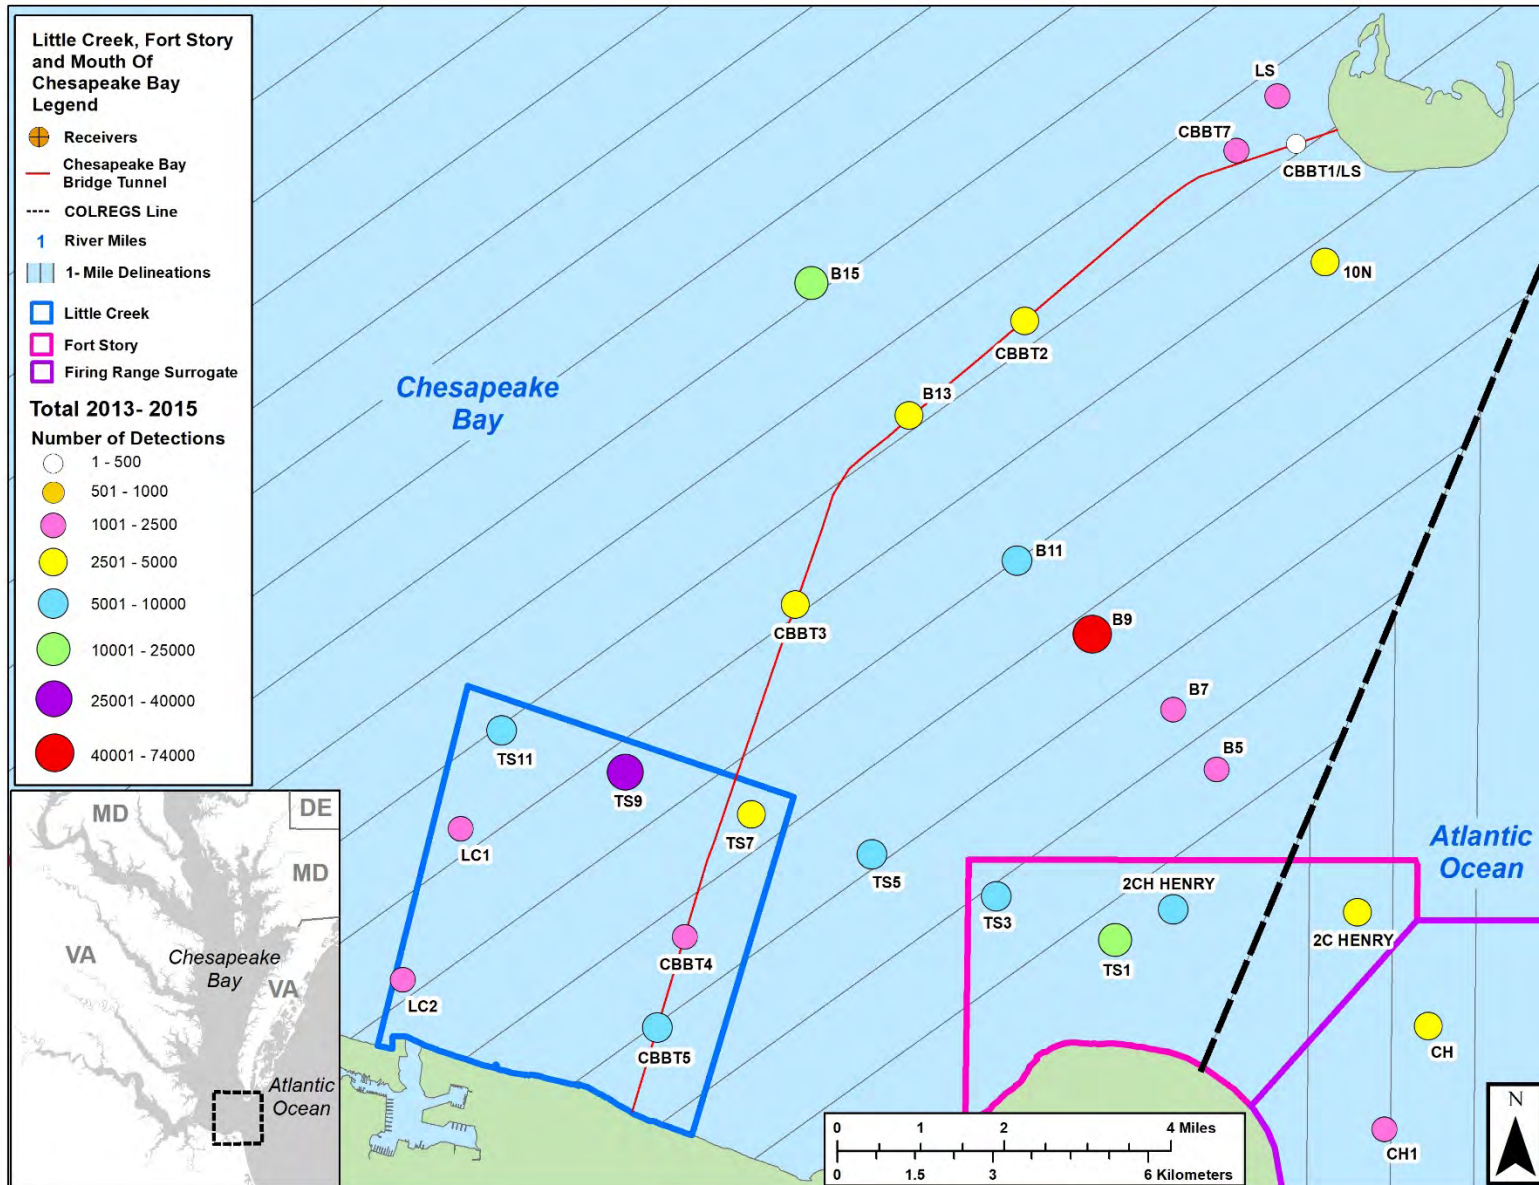 Little Creek, Fort Story
and Mouth Of
Chesapeake Bay
Legend
Receivers
Chesapeake Bay
Bridge Tunnel
COLREGS Line
1 River Miles
1- Mile Delineations
Little Creek
Fort Story
Firing Range Surrogate
Total 2013- 2015
Number of Detections
1 - 500
501 - 1000
1001 - 2500
2501 - 5000
5001 - 10000
10001 - 25000
25001 - 40000
40001 - 74000
LS
CBBT7
CBBT1/LS
10N
B15
CBBT2
Chesapeake
Bay
B13
B11
CBBT3
B9
B7
TS11
B5
TS9
TS7
LC1
Atlantic
Ocean
TS5
2CH HENRY
TS3
2C HENRY
CBBT4
TS1
LC2
CH
CBBT5
CH1
MD
DE
MD
VA
Chesapeake
Bay
VA
Atlantic
Ocean
0 1 2 4 Miles
0 1.5 3 6 Kilometers
N